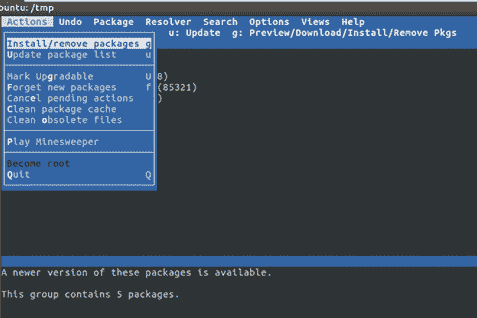 ubuntu: /tmp
Actions Undo Package Resolver Search Options Views Help
u: Update g: Preview/Download/Install/Remove Pkgs
Install/remove packages g
Update package list u
Mark Upgradable U 8)
Forget new packages f (85321)
Cancel pending actions )
Clean package cache
Clean obsolete files
Play Minesweeper
Become root
Quit Q
A newer version of these packages is available.
This group contains 5 packages.